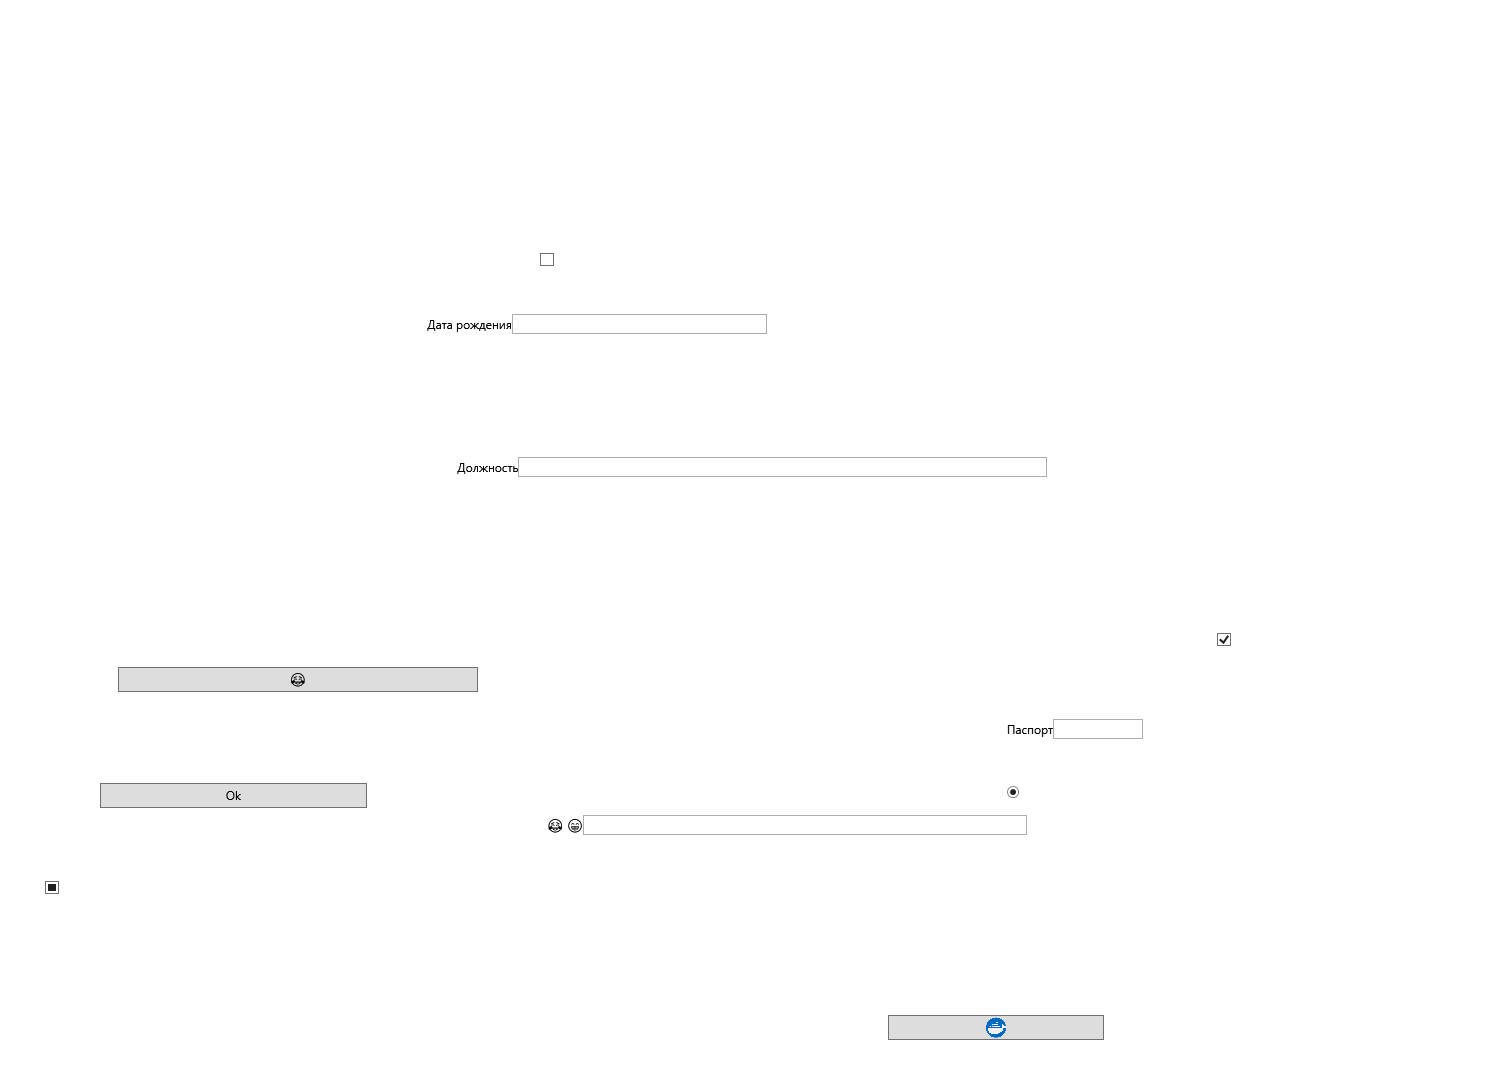 Дата рождения
Должность
😂
Паспорт
Ok
😂 😁